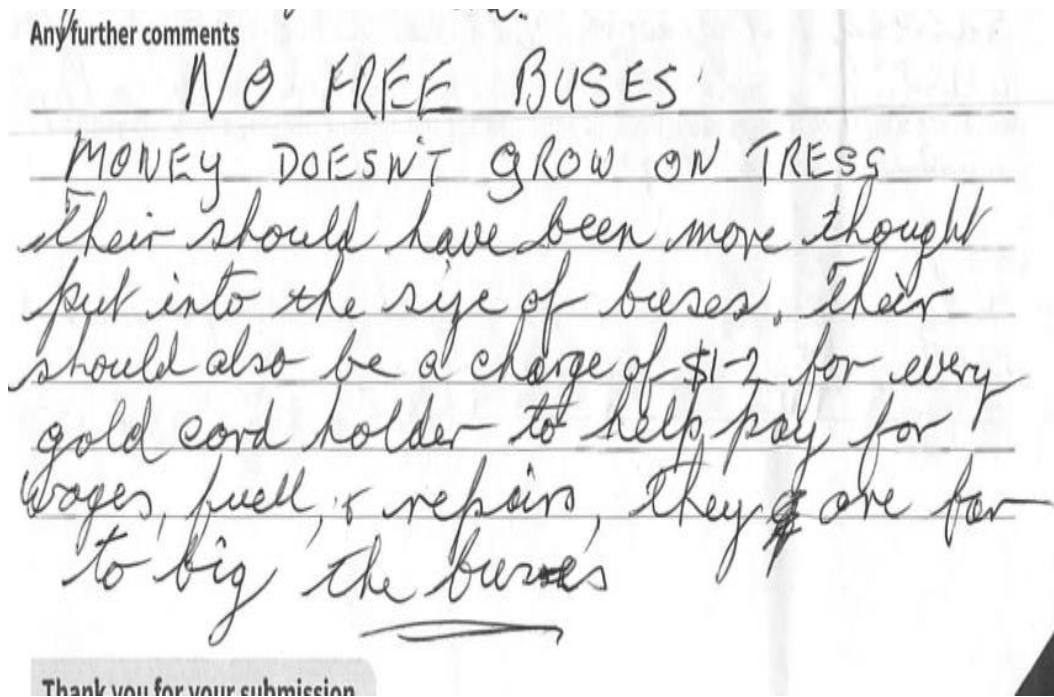 Any further comments
NO FREE BUSES
MONEY DOESN'T GROW ON TRESS
Their should have been more thought
put into the size of buses. Their
should also be a charge of $1-2 for every
gold card holder to help pay for
wages, fuell, & repairs, they are far
to big the buses
Thank you for your submission